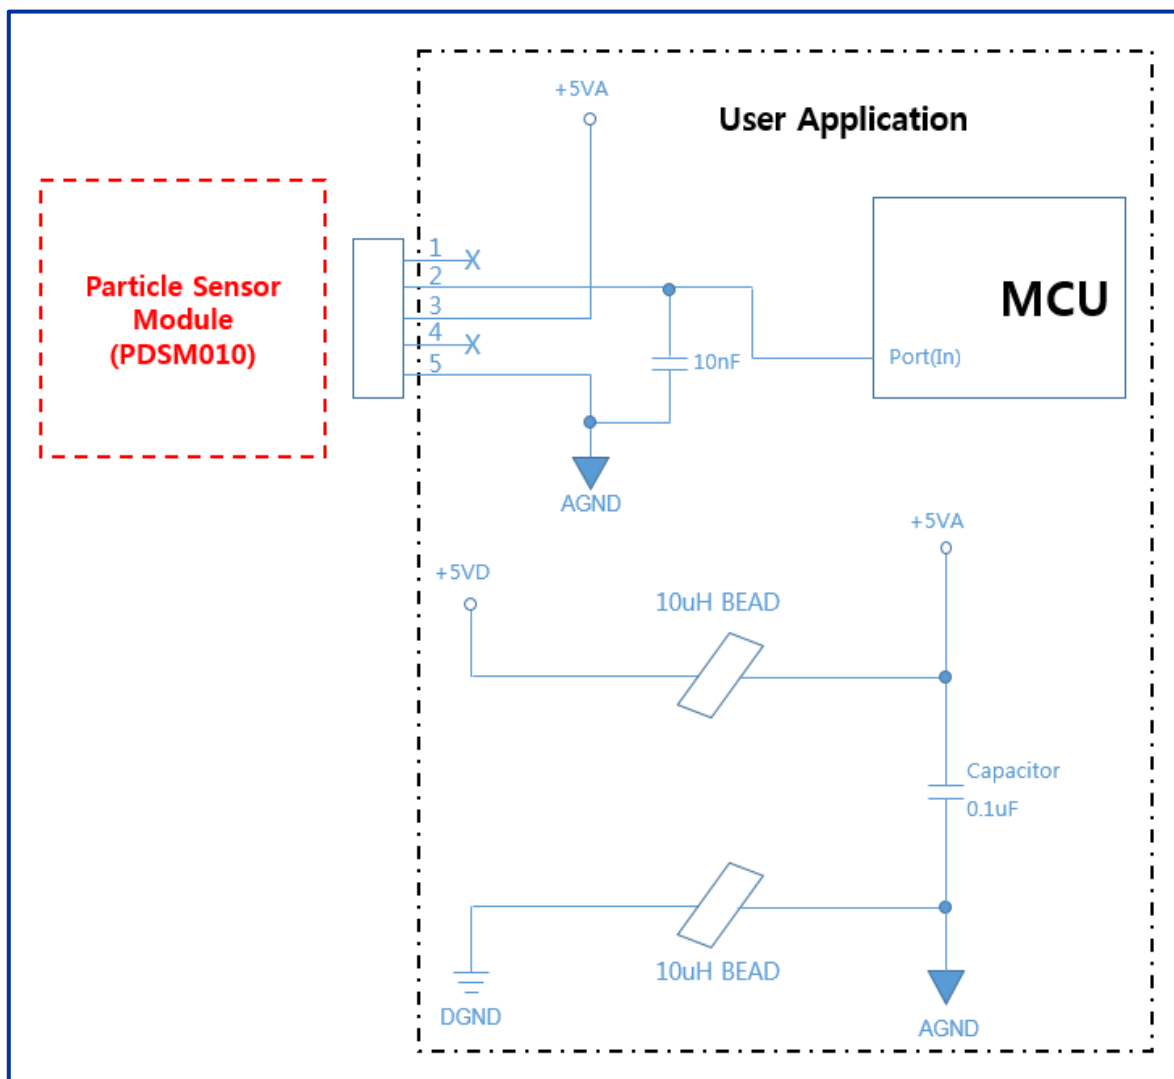 +5VA
User Application
Particle Sensor
Module
(PDSM010)
1
2
3
4
5
10nF
MCU
Port(In)
AGND
+5VA
+5VD
10uH BEAD
Capacitor
0.1uF
10uH BEAD
DGND
AGND